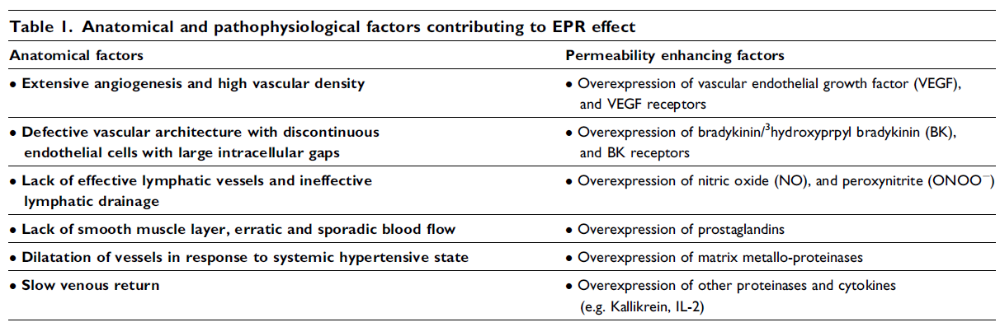 Table 1. Anatomical and pathophysiological factors contributing to EPR effect
Anatomical factors
Permeability enhancing factors
• Extensive angiogenesis and high vascular density
• Overexpression of vascular endothelial growth factor (VEGF),
and VEGF receptors
• Defective vascular architecture with discontinuous
endothelial cells with large intracellular gaps
• Overexpression of bradykinin/³hydroxyprpyl bradykinin (BK),
and BK receptors
• Lack of effective lymphatic vessels and ineffective
lymphatic drainage
• Overexpression of nitric oxide (NO), and peroxynitrite (ONOO⁻)
• Lack of smooth muscle layer, erratic and sporadic blood flow
• Overexpression of prostaglandins
• Dilatation of vessels in response to systemic hypertensive state
• Overexpression of matrix metallo-proteinases
• Slow venous return
• Overexpression of other proteinases and cytokines
(e.g. Kallikrein, IL-2)